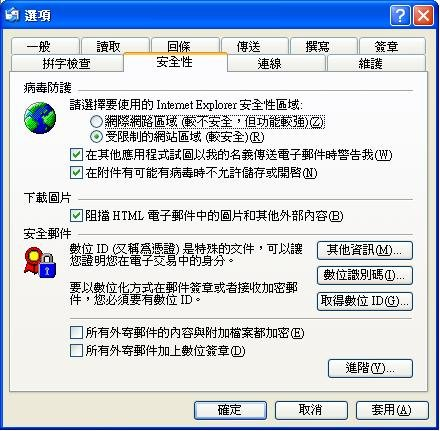 選項
一般 讀取 回條 傳送 撰寫 簽章
拼字檢查 安全性 連線 維護
病毒防護
請選擇要使用的 Internet Explorer 安全性區域:
網際網路區域 (較不安全，但功能較強)(Z)
受限制的網站區域 (較安全)(R)
在其他應用程式試圖以我的名義傳送電子郵件時警告我(W)
在附件有可能有病毒時不允許儲存或開啓(N)
下載圖片
阻擋 HTML 電子郵件中的圖片和其他外部內容(B)
安全郵件
數位 ID (又稱爲憑證) 是特殊的文件，可以讓
您證明您在電子交易中的身分。
其他資訊(M)...
數位識別碼(I)...
要以數位化方式在郵件簽章或者接收加密郵
件，您必須要有數位 ID。
取得數位 ID(G)...
所有外寄郵件的內容與附加檔案都加密(E)
所有外寄郵件加上數位簽章(D)
進階(V)...
確定 取消 套用(A)